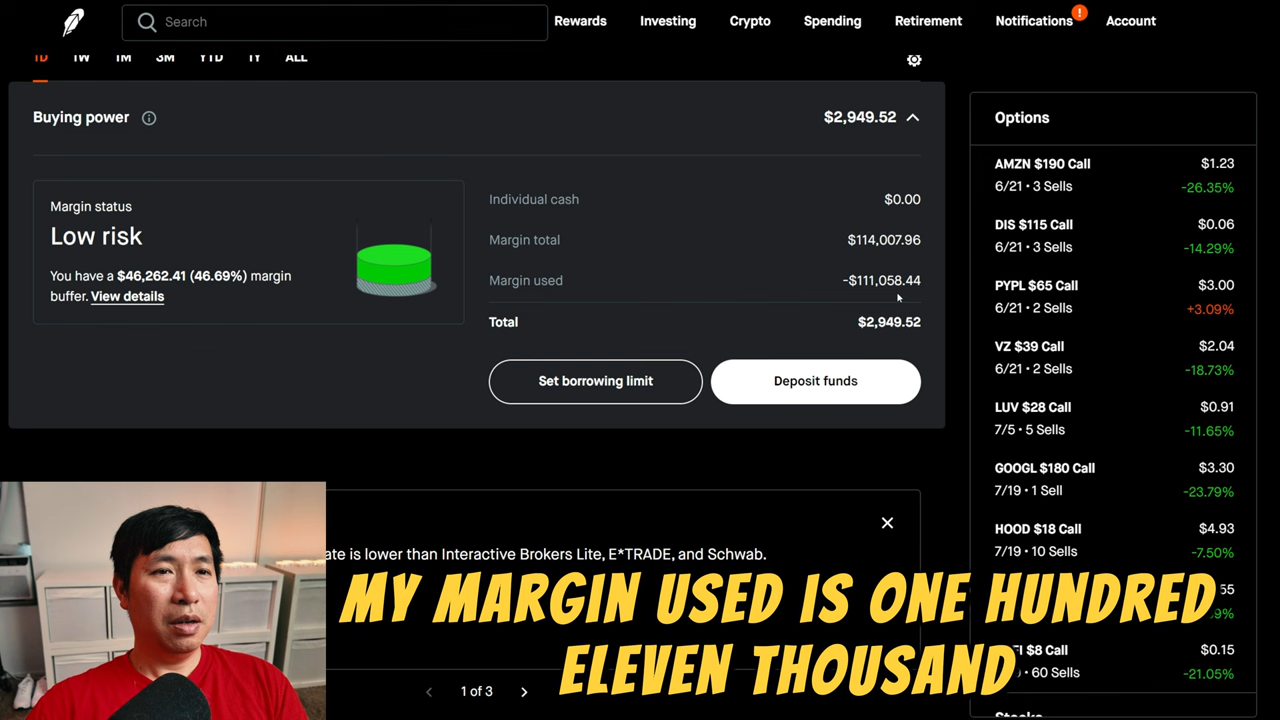 Search
Rewards
Investing
Crypto
Spending
Retirement
Notifications
!
Account
1D
1W
1M
3M
YTD
1Y
ALL
Buying power
$2,949.52
Margin status
Low risk
You have a $46,262.41 (46.69%) margin
buffer. View details
Individual cash $0.00
Margin total $114,007.96
Margin used -$111,058.44
Total $2,949.52
Set borrowing limit
Deposit funds
ate is lower than Interactive Brokers Lite, E*TRADE, and Schwab.
1 of 3
Options
AMZN $190 Call $1.23
6/21 • 3 Sells -26.35%
DIS $115 Call $0.06
6/21 • 3 Sells -14.29%
PYPL $65 Call $3.00
6/21 • 2 Sells +3.09%
VZ $39 Call $2.04
6/21 • 2 Sells -18.73%
LUV $28 Call $0.91
7/5 • 5 Sells -11.65%
GOOGL $180 Call $3.30
7/19 • 1 Sell -23.79%
HOOD $18 Call $4.93
7/19 • 10 Sells -7.50%
55
9%
$8 Call $0.15
60 Sells -21.05%
Stocks
MY MARGIN USED IS ONE HUNDRED
ELEVEN THOUSAND